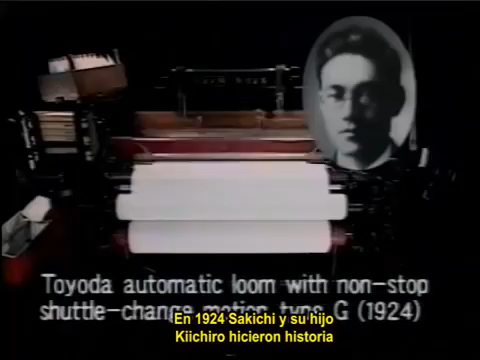 Toyoda automatic loom with non-stop
shuttle-change motion type G (1924)
En 1924 Sakichi y su hijo
Kiichiro hicieron historia